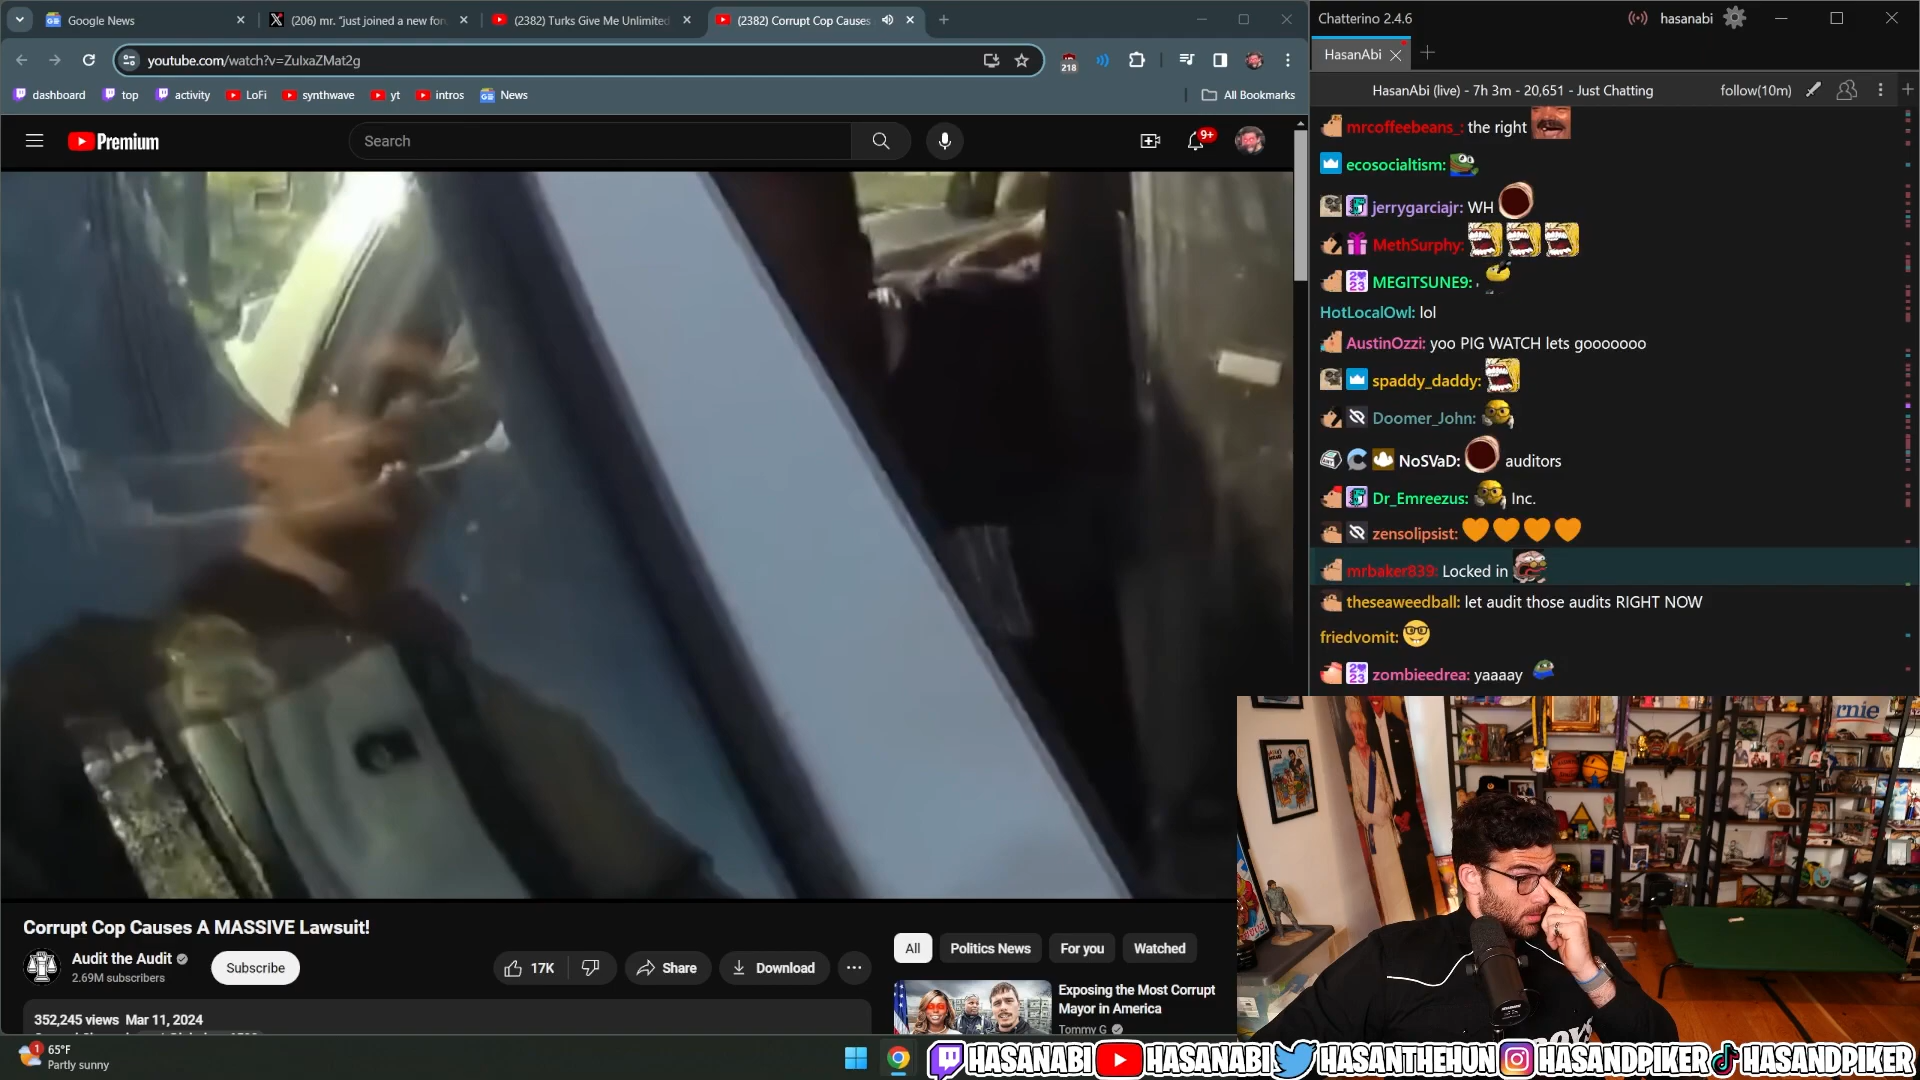 Google News
(206) mr. "just joined a new for
(2382) Turks Give Me Unlimited
(2382) Corrupt Cop Causes
youtube.com/watch?v=ZulxaZMat2g
218
dashboard
top
activity
LoFi
synthwave
yt
intros
News
All Bookmarks
Premium
Search
9+
Corrupt Cop Causes A MASSIVE Lawsuit!
Audit the Audit
2.69M subscribers
Subscribe
17K
Share
Download
352,245 views Mar 11, 2024
All
Politics News
For you
Watched
Exposing the Most Corrupt
Mayor in America
Tommy G
Chatterino 2.4.6
hasanabi
HasanAbi
HasanAbi (live) - 7h 3m - 20,651 - Just Chatting
follow(10m)
mrcoffeebeans_: the right
ecosocialtism:
jerrygarciajr: WH
MethSurphy:
MEGITSUNE9:
HotLocalOwl: lol
AustinOzzi: yoo PIG WATCH lets gooooooo
spaddy_daddy:
Doomer_John:
NoSVaD: auditors
Dr_Emreezus: Inc.
zensolipsist:
mrbaker839: Locked in
theseaweedball: let audit those audits RIGHT NOW
friedvomit:
zombieedrea: yaaaay
rnie
1
65°F
Partly sunny
HASANABI
HASANABI
HASANTHEHUN
HASANDPIKER
HASANDPIKER